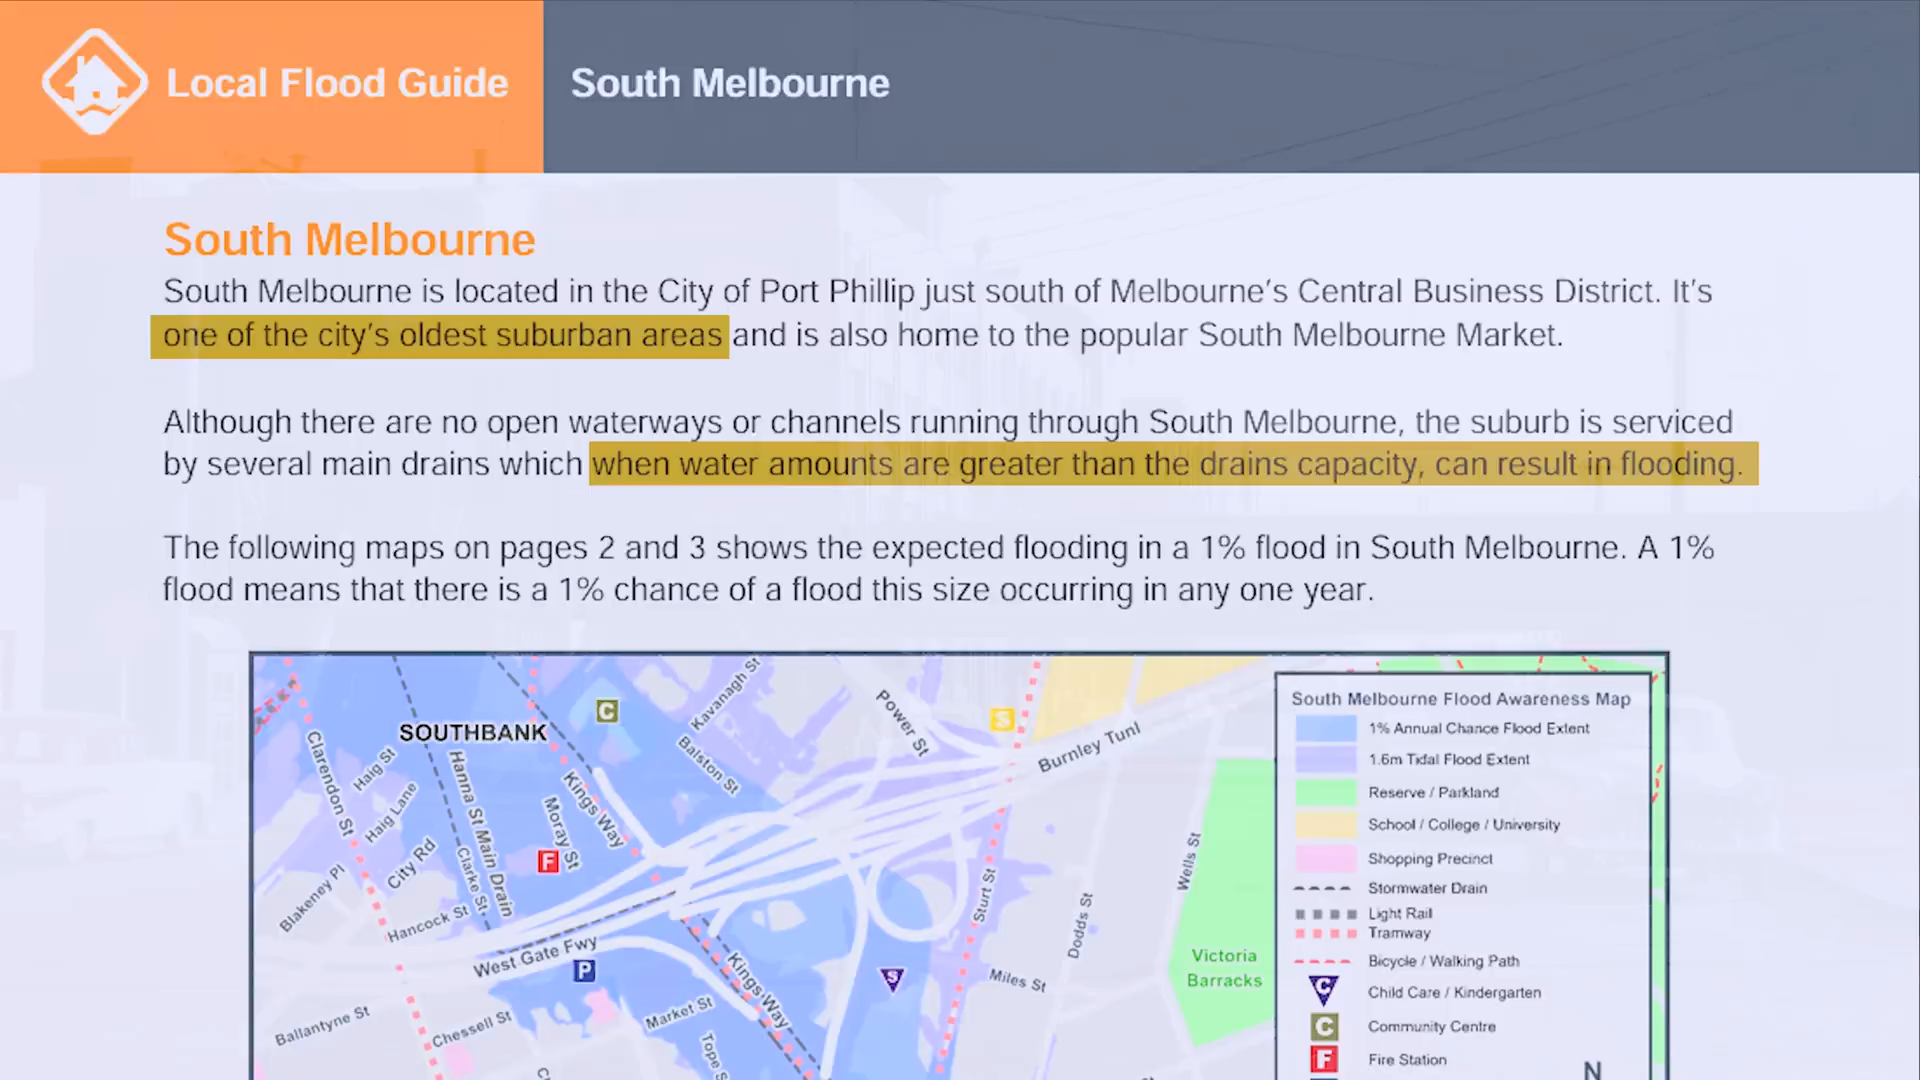 Local Flood Guide
South Melbourne
South Melbourne
South Melbourne is located in the City of Port Phillip just south of Melbourne's Central Business District. It's
one of the city's oldest suburban areas and is also home to the popular South Melbourne Market.
Although there are no open waterways or channels running through South Melbourne, the suburb is serviced
by several main drains which when water amounts are greater than the drains capacity, can result in flooding.
The following maps on pages 2 and 3 shows the expected flooding in a 1% flood in South Melbourne. A 1%
flood means that there is a 1% chance of a flood this size occurring in any one year.
SOUTHBANK
C
Kavanagh St
Power St
S
Burnley Tunl
Clarendon St
Haig St
Haig Lane
Hanna St Main Drain
Kings Way
Balston St
Moray St
F
City Rd
Clarke St
Blakeney Pl
Hancock St
West Gate Fwy
P
Kings Way
S
Sturt St
Dodds St
Wells St
Miles St
Victoria
Barracks
Ballantyne St
Chessell St
Market St
Tope S
South Melbourne Flood Awareness Map
1% Annual Chance Flood Extent
1.6m Tidal Flood Extent
Reserve / Parkland
School / College / University
Shopping Precinct
Stormwater Drain
Light Rail
Tramway
Bicycle / Walking Path
C Child Care / Kindergarten
C Community Centre
F Fire Station
N